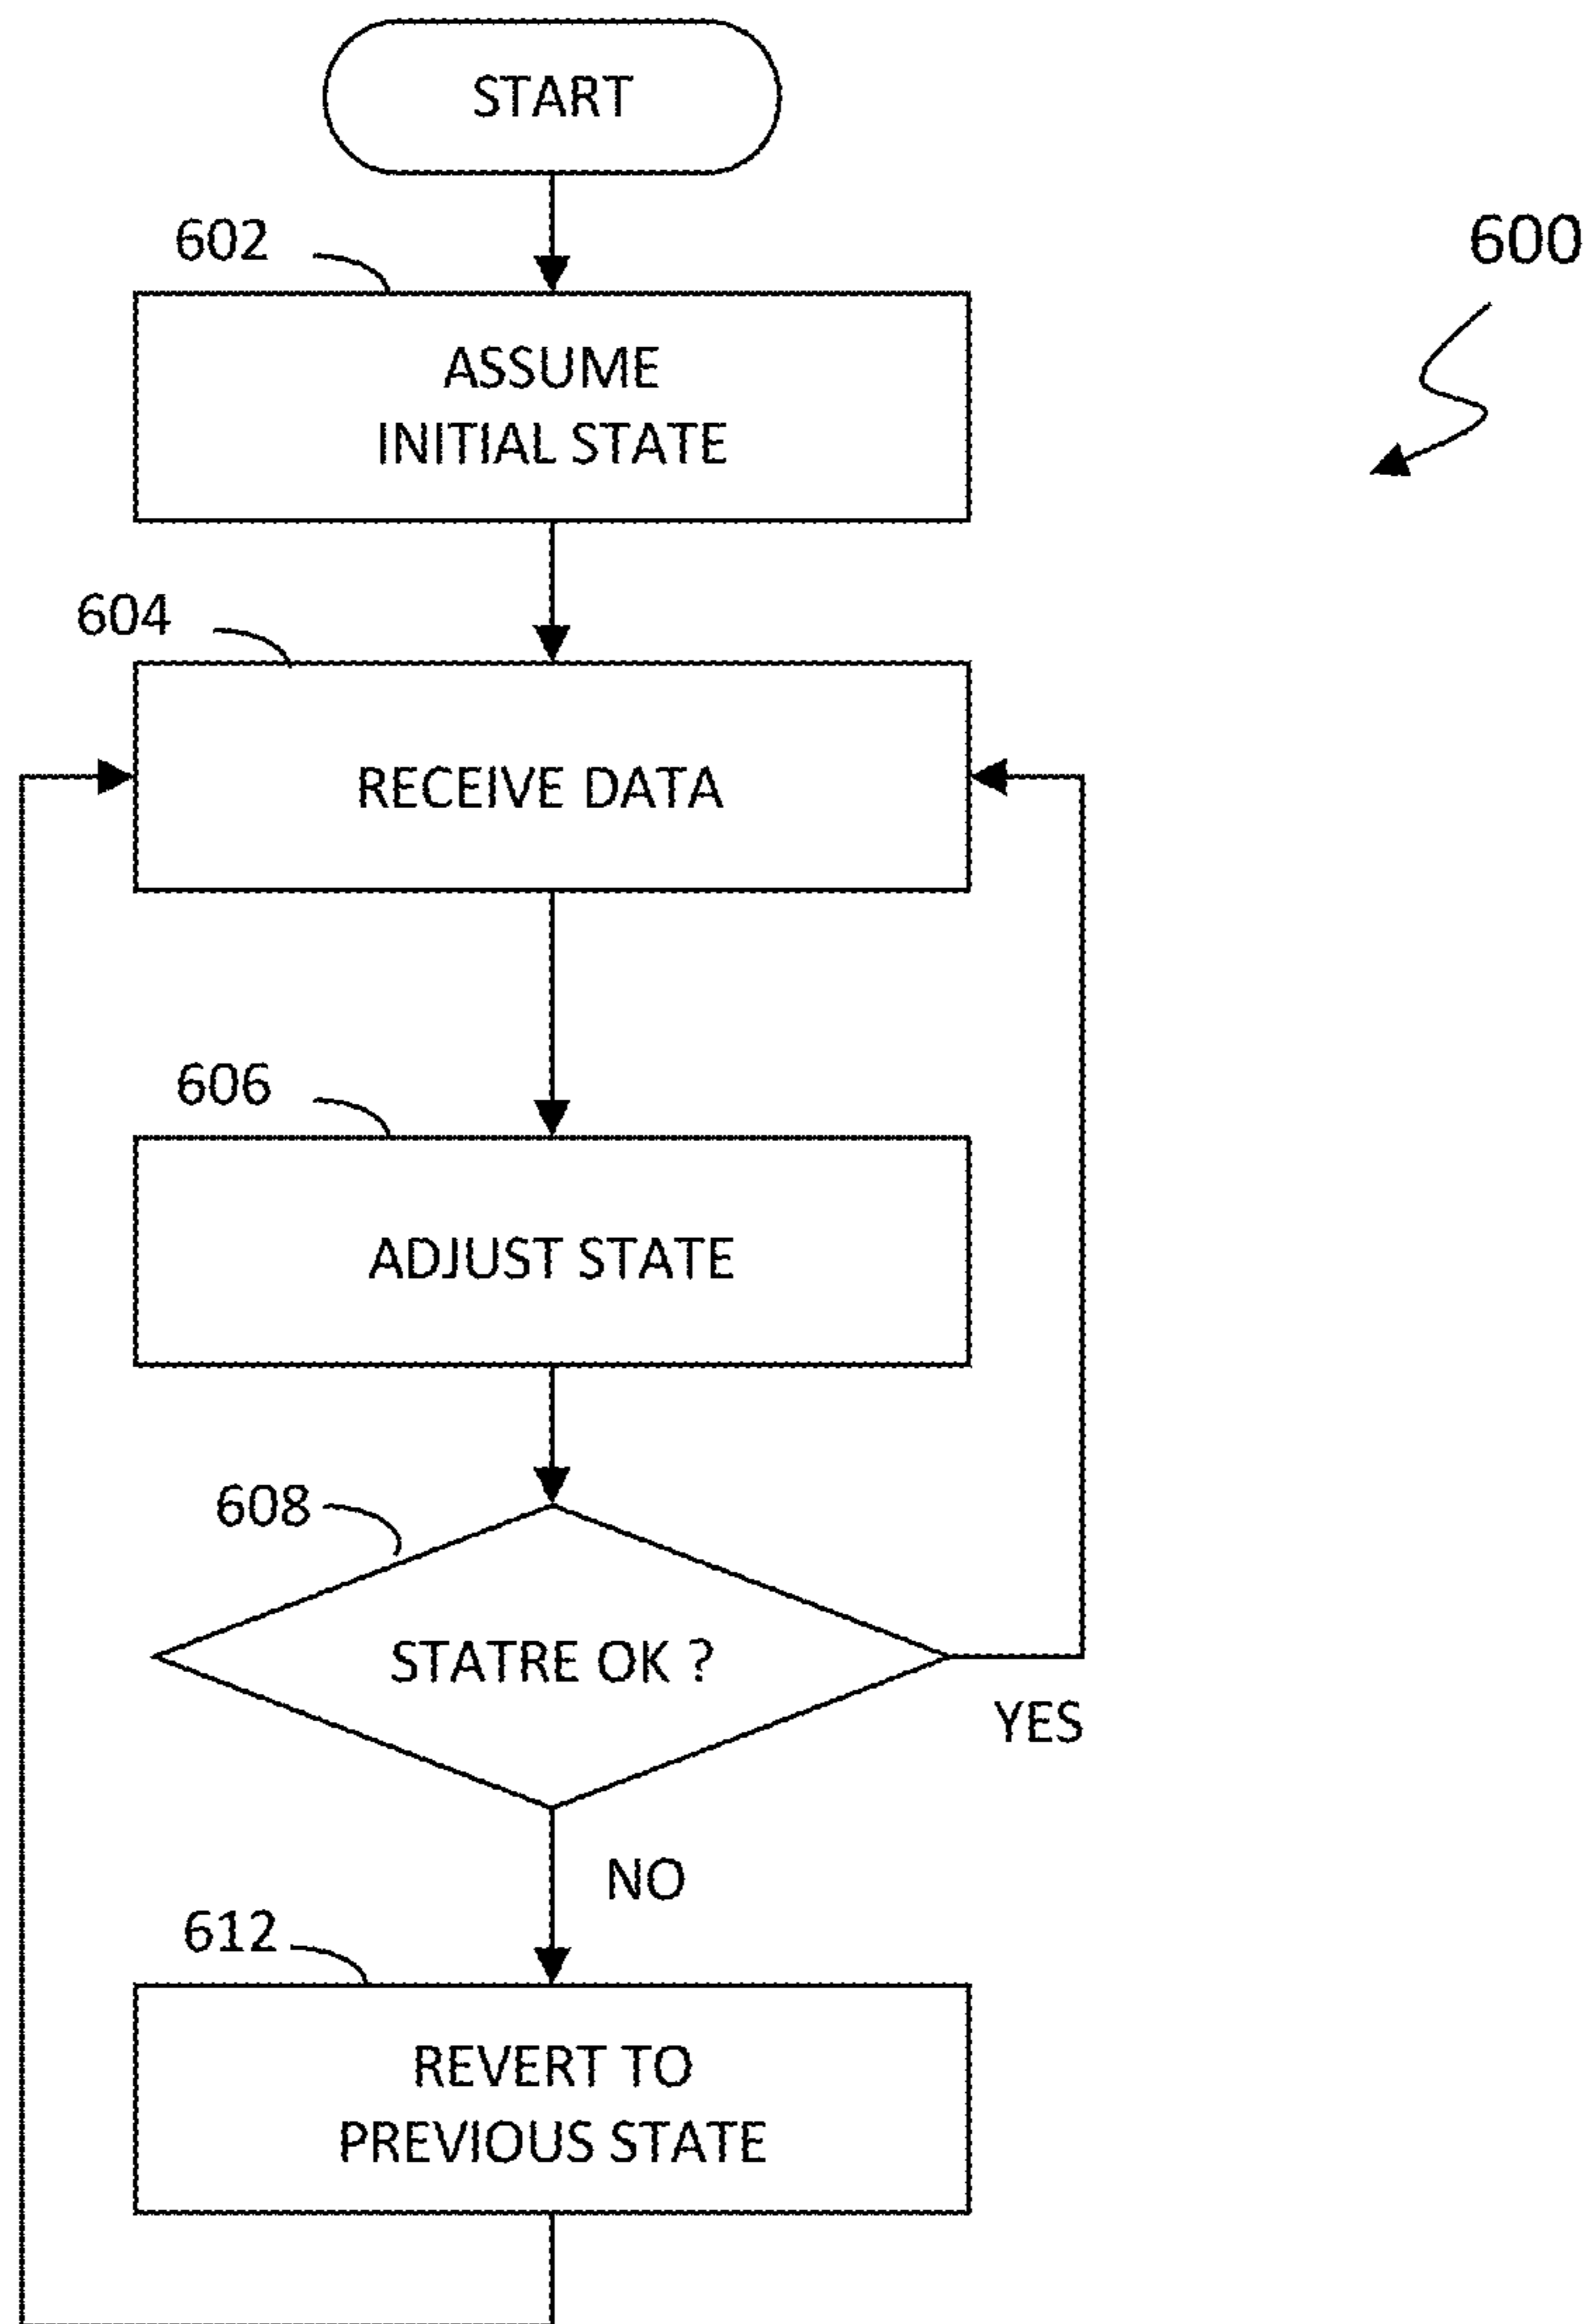 START
602
600
ASSUME
INITIAL STATE
604
RECEIVE DATA
606
ADJUST STATE
608
STATRE OK ?
YES
NO
612
REVERT TO
PREVIOUS STATE